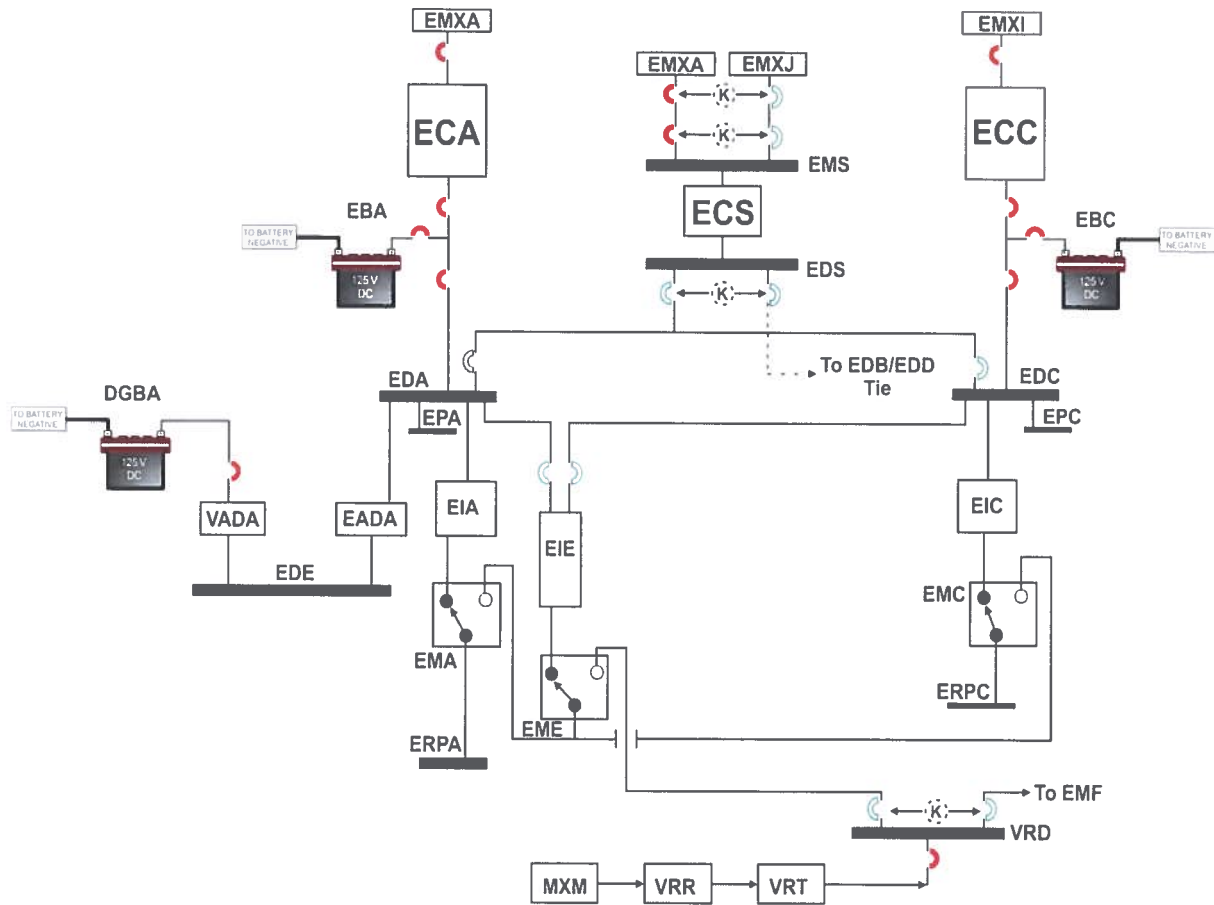 EMXA
EMXI
EMXA
EMXJ
K
K
ECA
ECC
EMS
ECS
EBA
EBC
TO BATTERY
NEGATIVE
TO BATTERY
NEGATIVE
125 V
DC
125 V
DC
EDS
K
To EDB/EDD
Tie
DGBA
EDA
EDC
TO BATTERY
NEGATIVE
EPA
EPC
125 V
DC
VADA
EADA
EIA
EIE
EIC
EDE
EMC
EMA
ERPC
EME
ERPA
To EMF
K
VRD
MXM
VRR
VRT